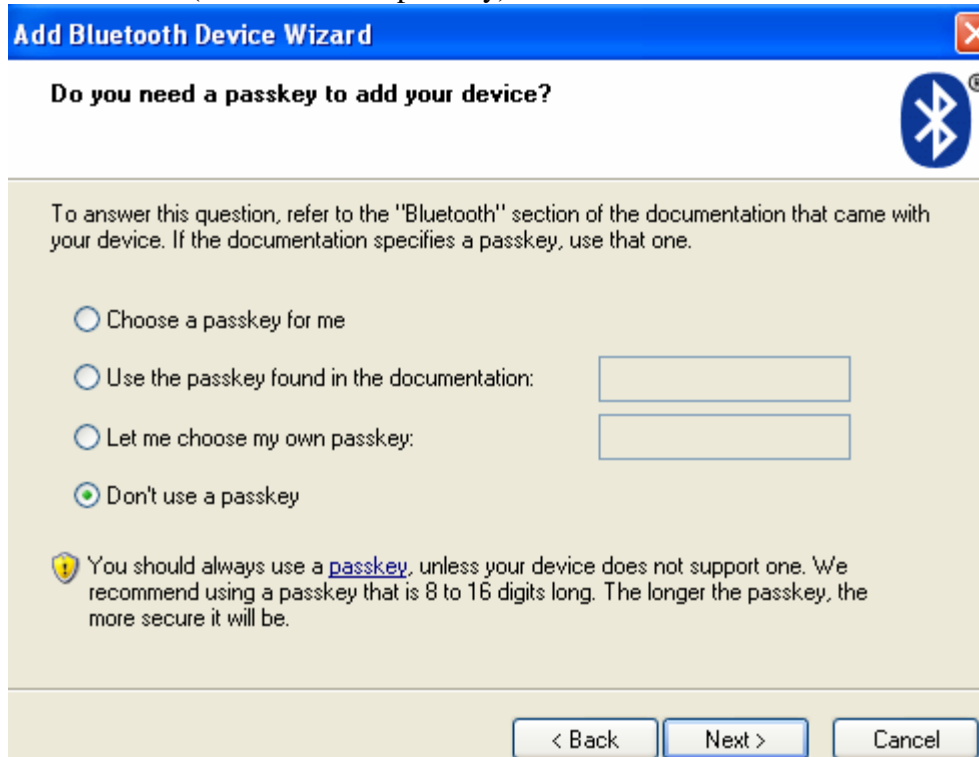 Add Bluetooth Device Wizard
Do you need a passkey to add your device?
To answer this question, refer to the "Bluetooth" section of the documentation that came with
your device. If the documentation specifies a passkey, use that one.
Choose a passkey for me
Use the passkey found in the documentation:
Let me choose my own passkey:
Don't use a passkey
You should always use a passkey, unless your device does not support one. We
recommend using a passkey that is 8 to 16 digits long. The longer the passkey, the
more secure it will be.
< Back Next > Cancel